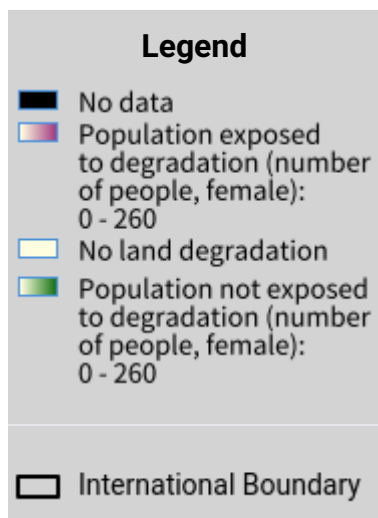 Legend
No data
Population exposed
to degradation (number
of people, female):
0 - 260
No land degradation
Population not exposed
to degradation (number
of people, female):
0 - 260
International Boundary